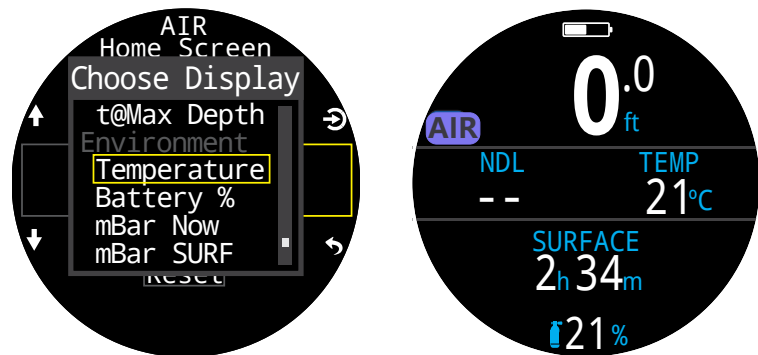 AIR
Home Screen
Choose Display
t@Max Depth
Environment
Temperature
Battery %
mBar Now
mBar SURF
Reset
0.0
ft
AIR
NDL TEMP
-- 21°C
SURFACE
2h 34m
21%